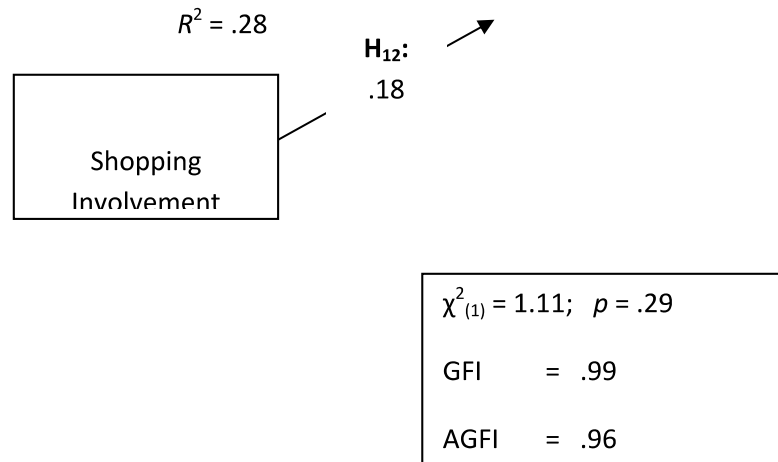 R² = .28
H₁₂:
.18
Shopping
Involvement
χ²₍₁₎ = 1.11; p = .29
GFI = .99
AGFI = .96